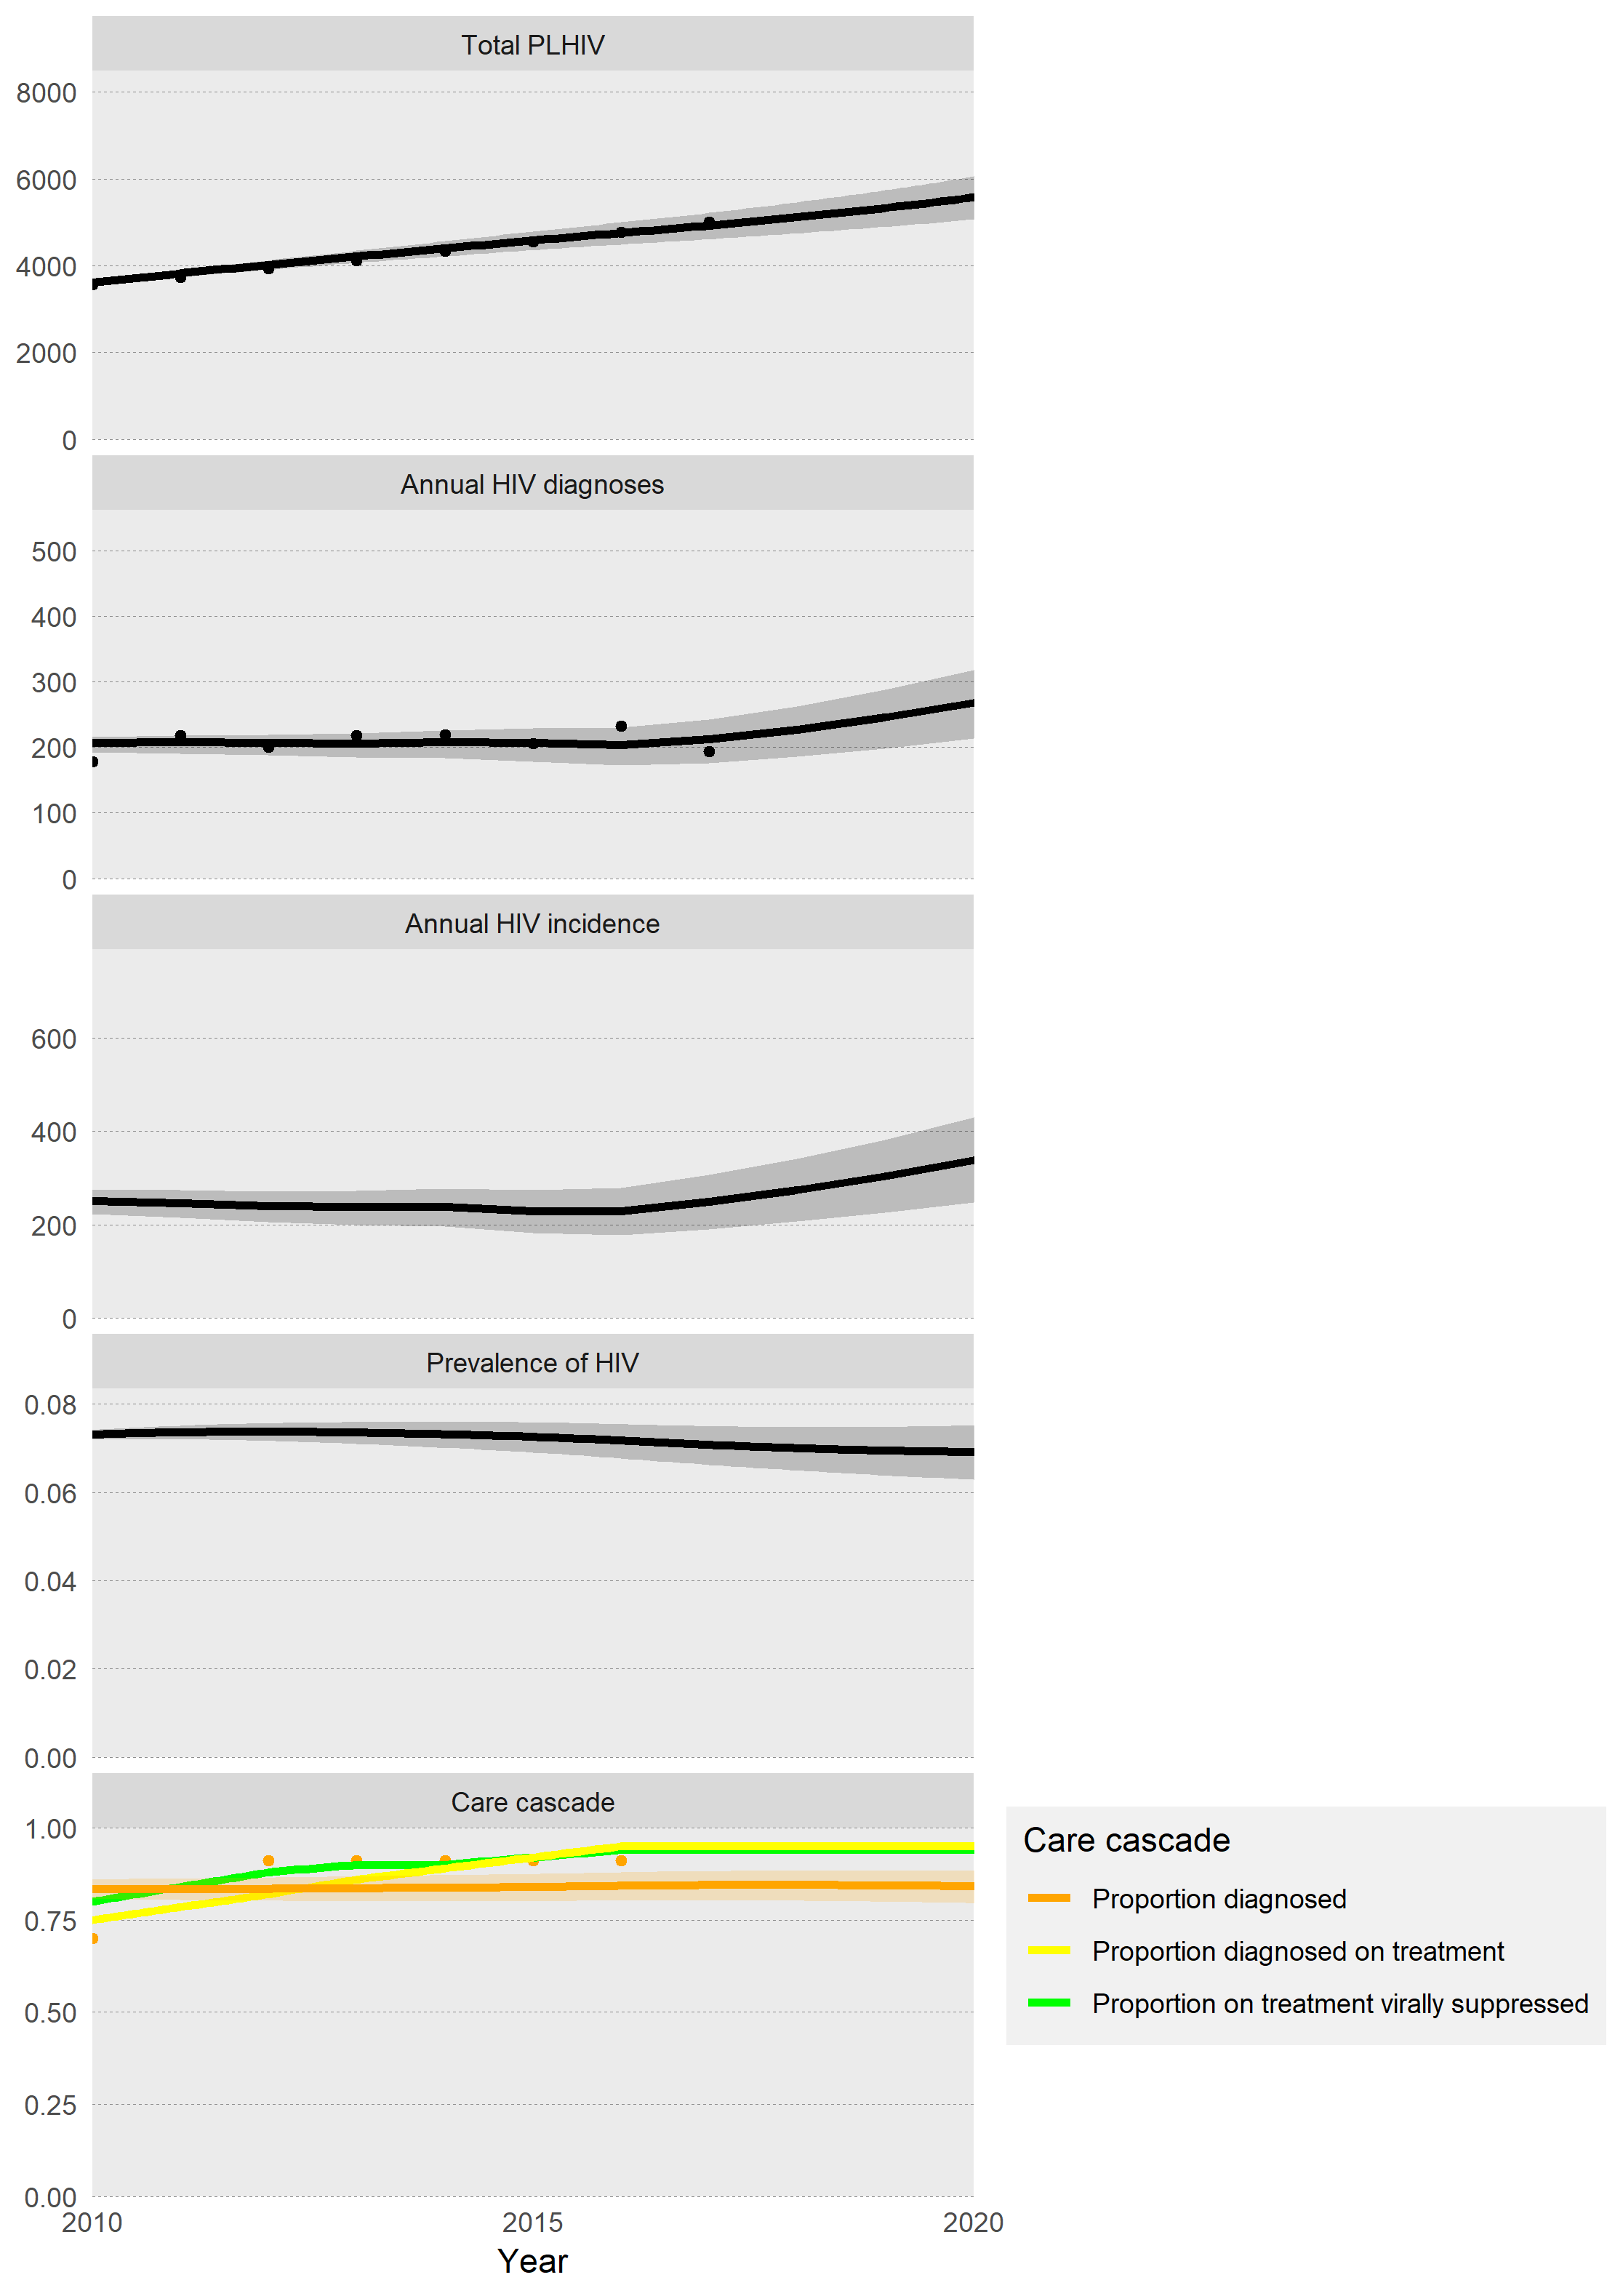 Total PLHIV
8000
6000
4000
2000
0
Annual HIV diagnoses
500
400
300
200
100
0
Annual HIV incidence
600
400
200
0
Prevalence of HIV
0.08
0.06
0.04
0.02
0.00
Care cascade
1.00
0.75
0.50
0.25
0.00
2010 2015 2020
Year
Care cascade
Proportion diagnosed
Proportion diagnosed on treatment
Proportion on treatment virally suppressed